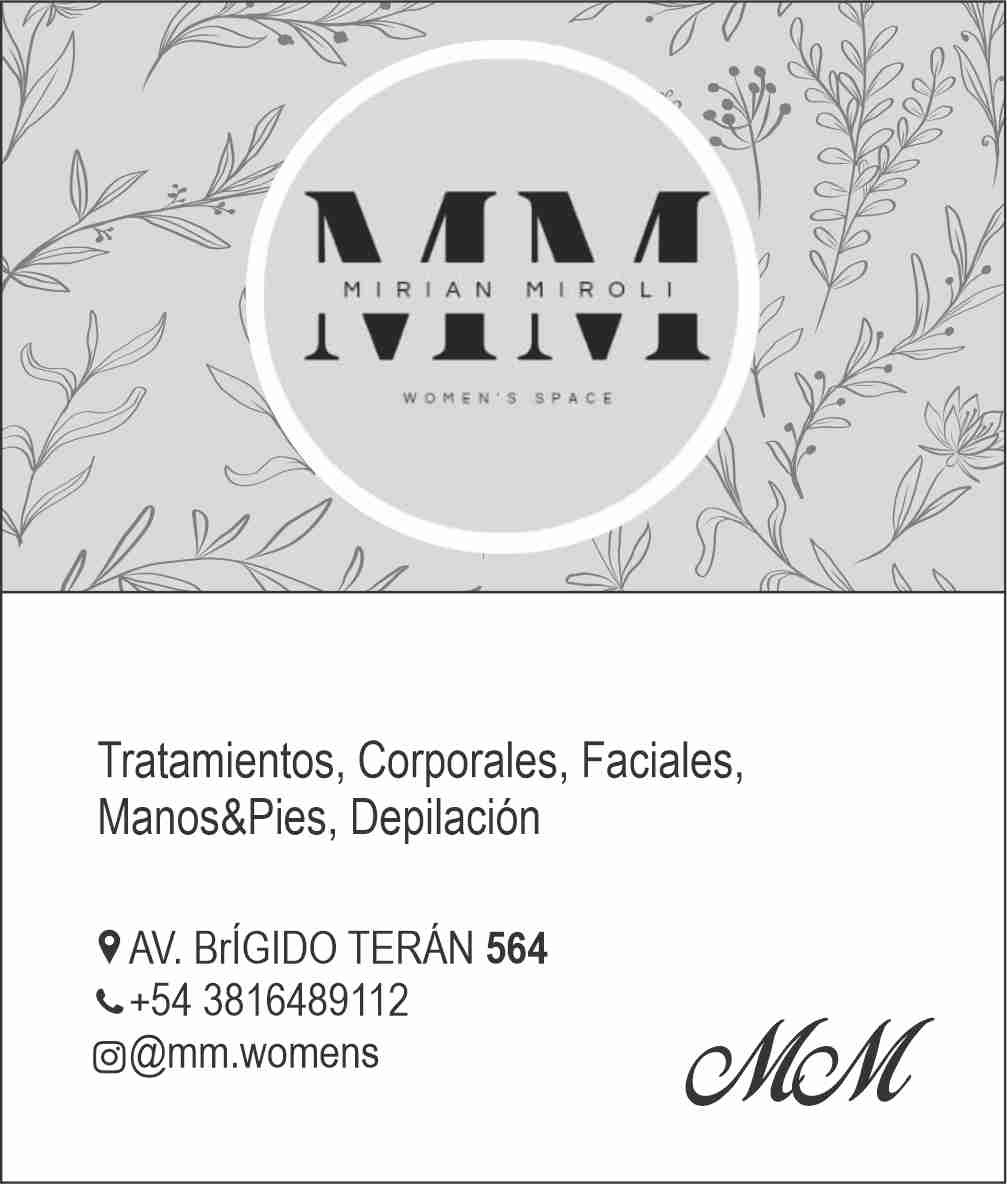 MM
MIRIAN MIROLI
WOMEN'S SPACE
Tratamientos, Corporales, Faciales,
Manos&Pies, Depilación
AV. BrÍGIDO TERÁN 564
+54 3816489112
@mm.womens
MM